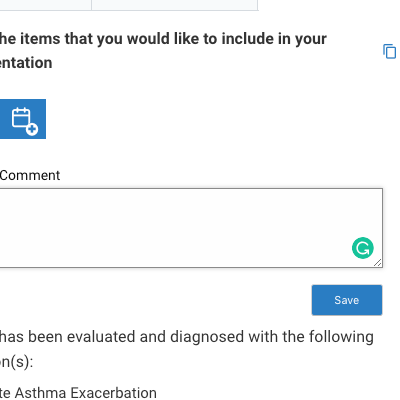 he items that you would like to include in your
entation
Comment
Save
has been evaluated and diagnosed with the following
n(s):
te Asthma Exacerbation